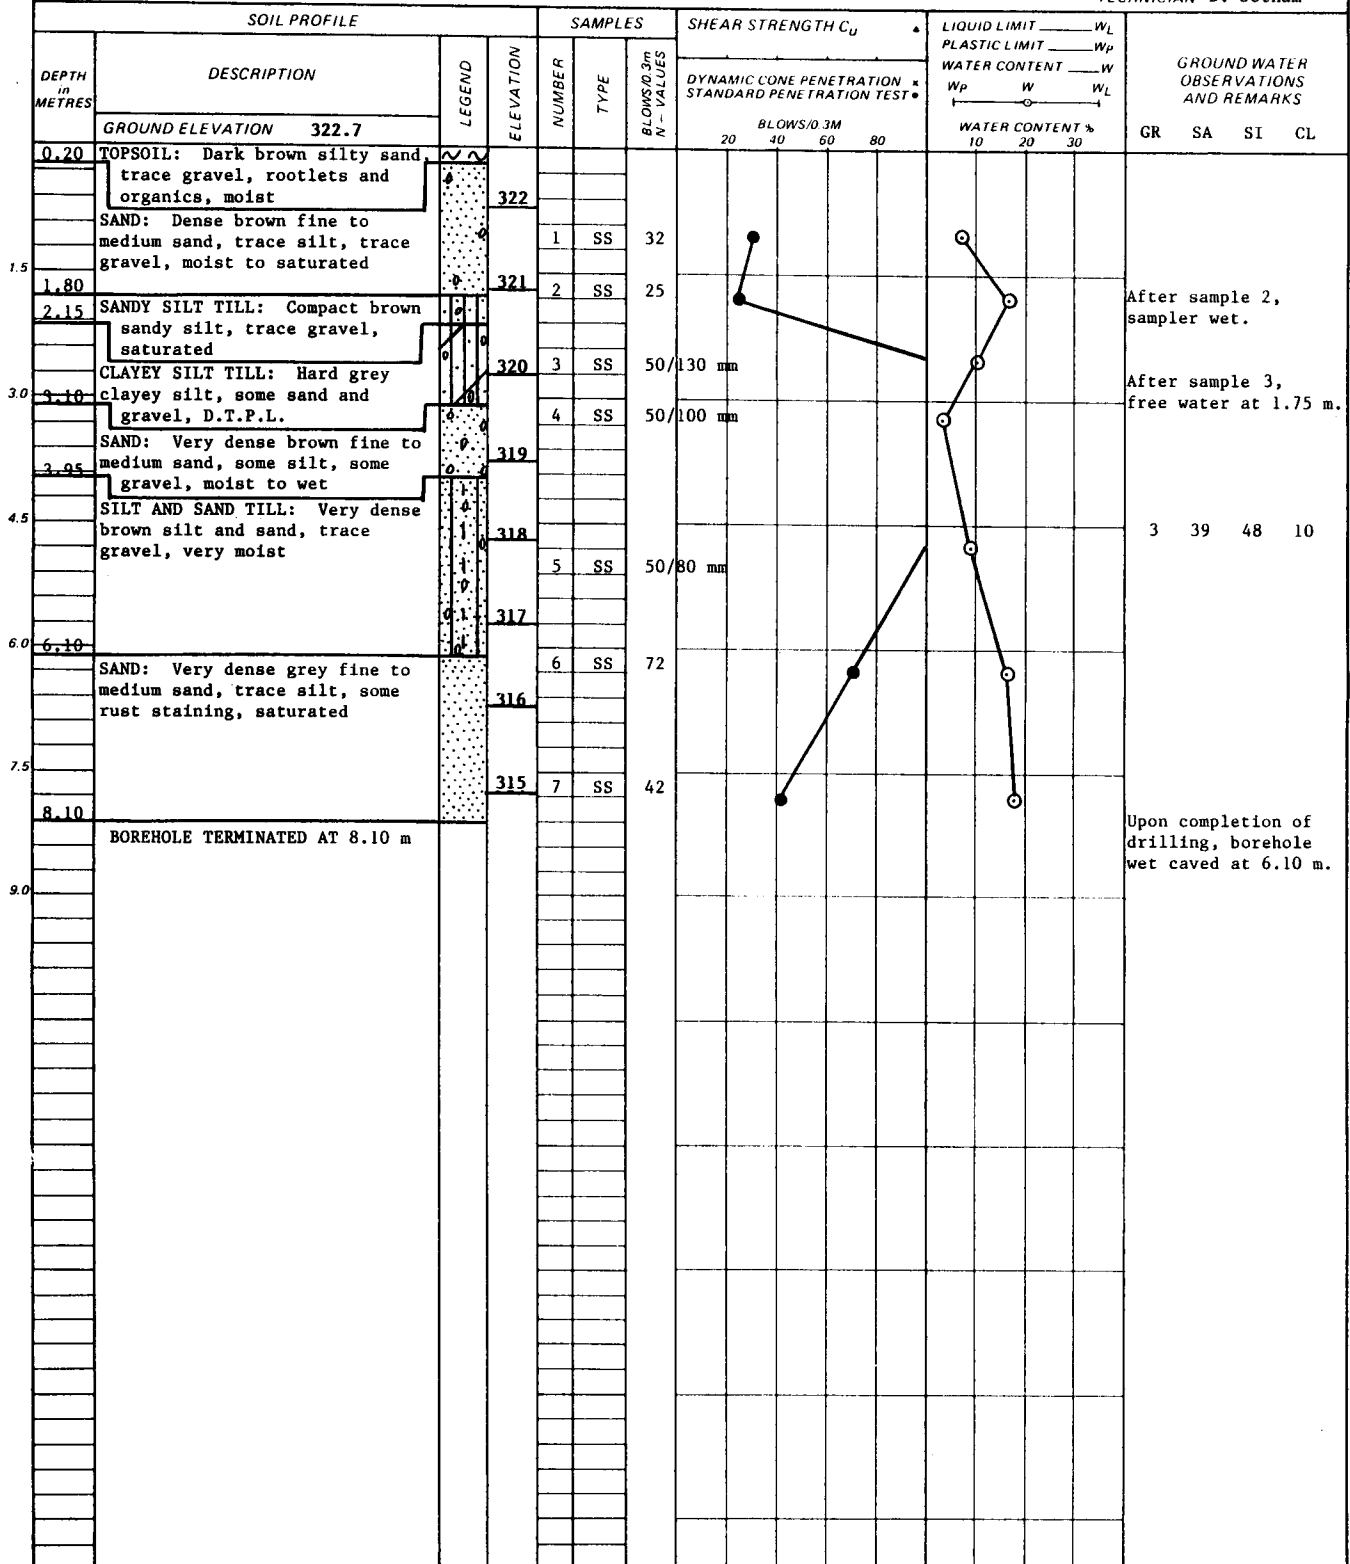 TECHNICIAN D.
SOIL PROFILE
SAMPLES
SHEAR STRENGTH Cu ▲
LIQUID LIMIT ______ WL
PLASTIC LIMIT ______ WP
WATER CONTENT ____ W
WP W WL
GROUND WATER
OBSERVATIONS
AND REMARKS
DEPTH
in
METRES
DESCRIPTION
LEGEND
ELEVATION
NUMBER
TYPE
BLOWS/0.3m
N - VALUES
DYNAMIC CONE PENETRATION ×
STANDARD PENETRATION TEST ●
GROUND ELEVATION 322.7
BLOWS/0.3M
20 40 60 80
WATER CONTENT %
10 20 30
GR SA SI CL
0.20 TOPSOIL: Dark brown silty sand,
trace gravel, rootlets and
organics, moist
322
SAND: Dense brown fine to
medium sand, trace silt, trace
gravel, moist to saturated
1 SS 32
1.5
1.80
321
2 SS 25
After sample 2,
sampler wet.
2.15 SANDY SILT TILL: Compact brown
sandy silt, trace gravel,
saturated
320
3 SS 50/130 mm
CLAYEY SILT TILL: Hard grey
clayey silt, some sand and
gravel, D.T.P.L.
After sample 3,
free water at 1.75 m.
3.0
3.10
4 SS 50/100 mm
SAND: Very dense brown fine to
medium sand, some silt, some
gravel, moist to wet
319
3.95
SILT AND SAND TILL: Very dense
brown silt and sand, trace
gravel, very moist
4.5
318
3 39 48 10
5 SS 50/80 mm
317
6.0
6.10
SAND: Very dense grey fine to
medium sand, trace silt, some
rust staining, saturated
6 SS 72
316
7.5
315
7 SS 42
8.10
BOREHOLE TERMINATED AT 8.10 m
Upon completion of
drilling, borehole
wet caved at 6.10 m.
9.0